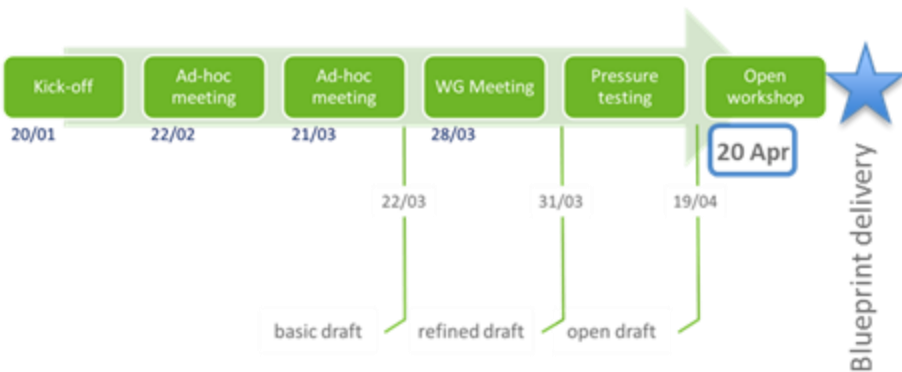 Kick-off
Ad-hoc
meeting
Ad-hoc
meeting
WG Meeting
Pressure
testing
Open
workshop
20/01
22/02
21/03
28/03
20 Apr
22/03
31/03
19/04
basic draft
refined draft
open draft
Blueprint delivery